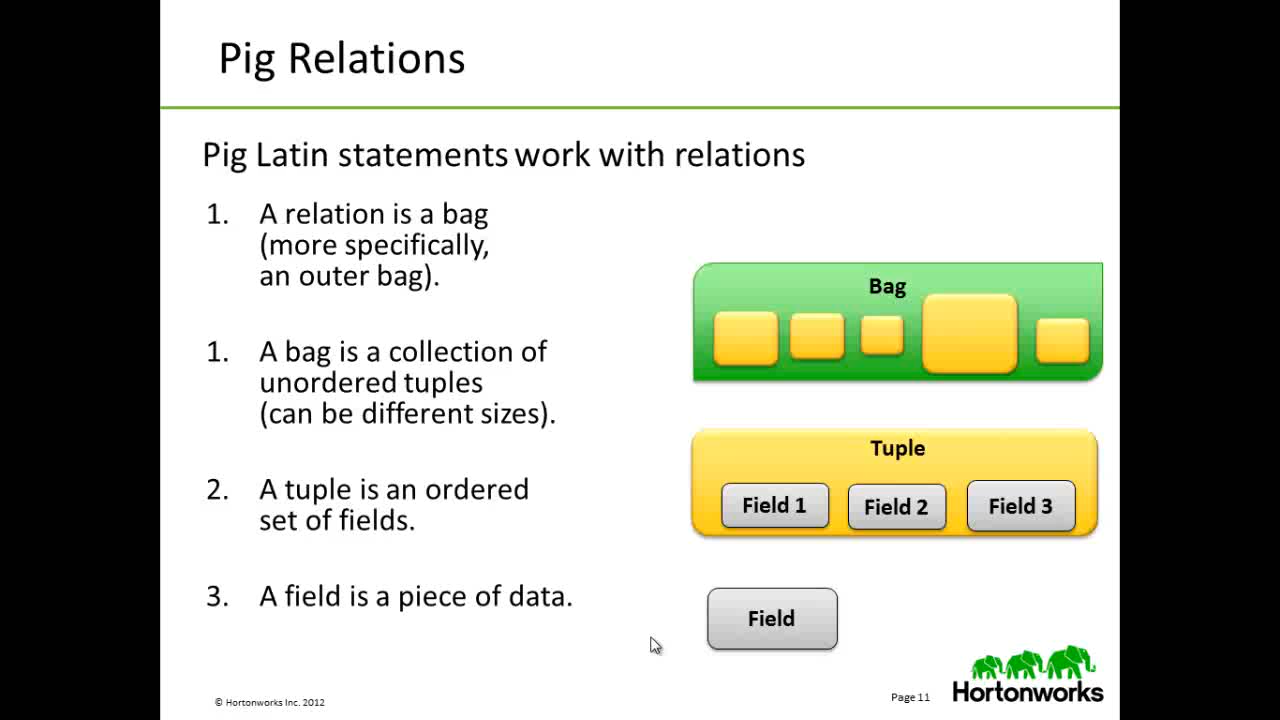 Pig Relations
Pig Latin statements work with relations
1. A relation is a bag
(more specifically,
an outer bag).
1. A bag is a collection of
unordered tuples
(can be different sizes).
2. A tuple is an ordered
set of fields.
3. A field is a piece of data.
Bag
Tuple
Field 1
Field 2
Field 3
Field
© Hortonworks Inc. 2012
Page 11
Hortonworks